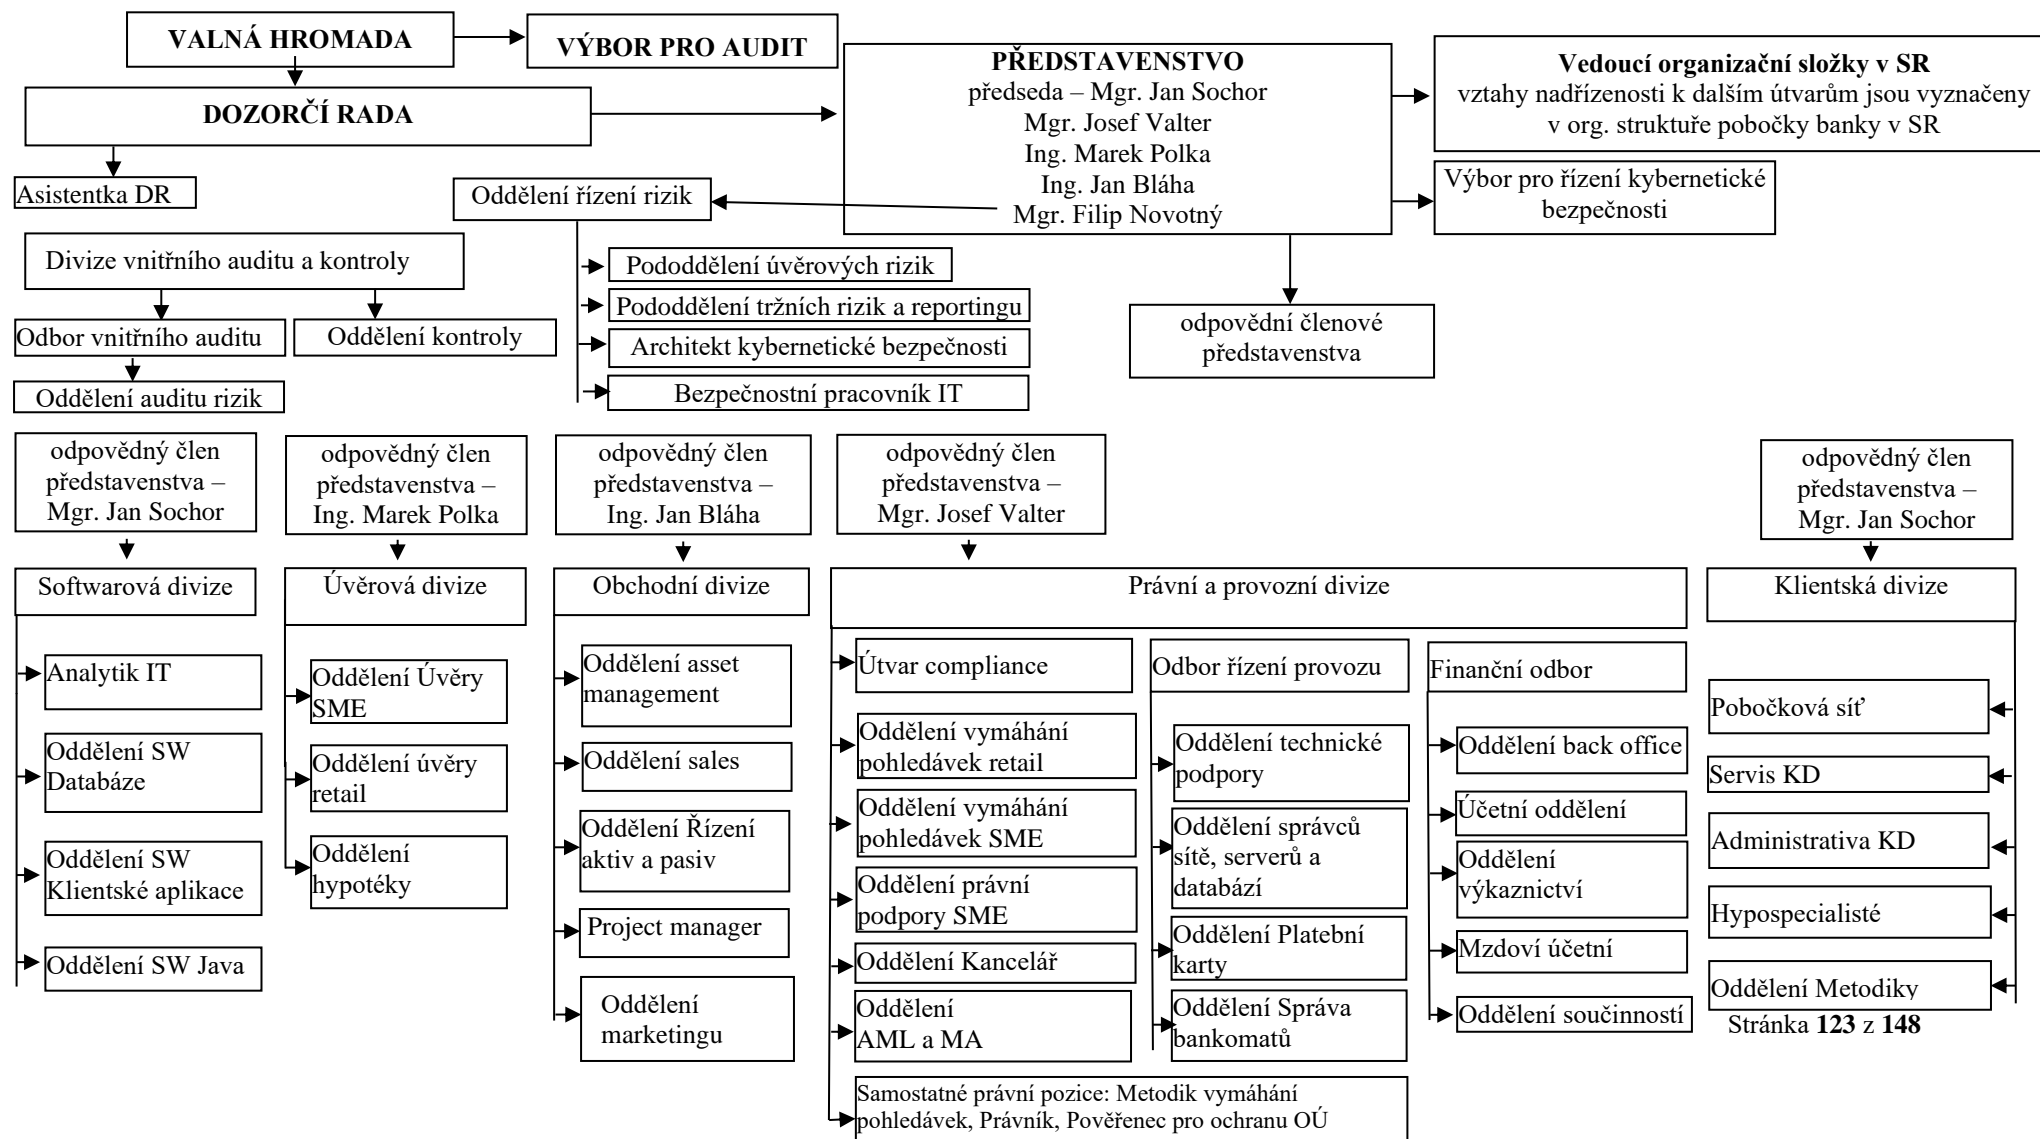 VALNÁ HROMADA
VÝBOR PRO AUDIT
DOZORČÍ RADA
PŘEDSTAVENSTVO
předseda – Mgr. Jan Sochor
Mgr. Josef Valter
Ing. Marek Polka
Ing. Jan Bláha
Mgr. Filip Novotný
Vedoucí organizační složky v SR
vztahy nadřízenosti k dalším útvarům jsou vyznačeny
v org. struktuře pobočky banky v SR
Asistentka DR
Oddělení řízení rizik
Výbor pro řízení kybernetické
bezpečnosti
Divize vnitřního auditu a kontroly
Pododdělení úvěrových rizik
Pododdělení tržních rizik a reportingu
Architekt kybernetické bezpečnosti
Bezpečnostní pracovník IT
Odbor vnitřního auditu
Oddělení kontroly
Oddělení auditu rizik
odpovědní členové
představenstva
odpovědný člen
představenstva –
Mgr. Jan Sochor
odpovědný člen
představenstva –
Ing. Marek Polka
odpovědný člen
představenstva –
Ing. Jan Bláha
odpovědný člen
představenstva –
Mgr. Josef Valter
odpovědný člen
představenstva –
Mgr. Jan Sochor
Softwarová divize
Úvěrová divize
Obchodní divize
Právní a provozní divize
Klientská divize
Analytik IT
Oddělení SW
Databáze
Oddělení SW
Klientské aplikace
Oddělení SW Java
Oddělení Úvěry
SME
Oddělení úvěry
retail
Oddělení
hypotéky
Oddělení asset
management
Oddělení sales
Oddělení Řízení
aktiv a pasiv
Project manager
Oddělení
marketingu
Útvar compliance
Oddělení vymáhání
pohledávek retail
Oddělení vymáhání
pohledávek SME
Oddělení právní
podpory SME
Oddělení Kancelář
Oddělení
AML a MA
Samostatné právní pozice: Metodik vymáhání
pohledávek, Právník, Pověřenec pro ochranu OÚ
Odbor řízení provozu
Oddělení technické
podpory
Oddělení správců
sítě, serverů a
databází
Oddělení Platební
karty
Oddělení Správa
bankomatů
Finanční odbor
Oddělení back office
Účetní oddělení
Oddělení
výkaznictví
Mzdoví účetní
Oddělení součinností
Pobočková síť
Servis KD
Administrativa KD
Hypospecialisté
Oddělení Metodiky
Stránka 123 z 148